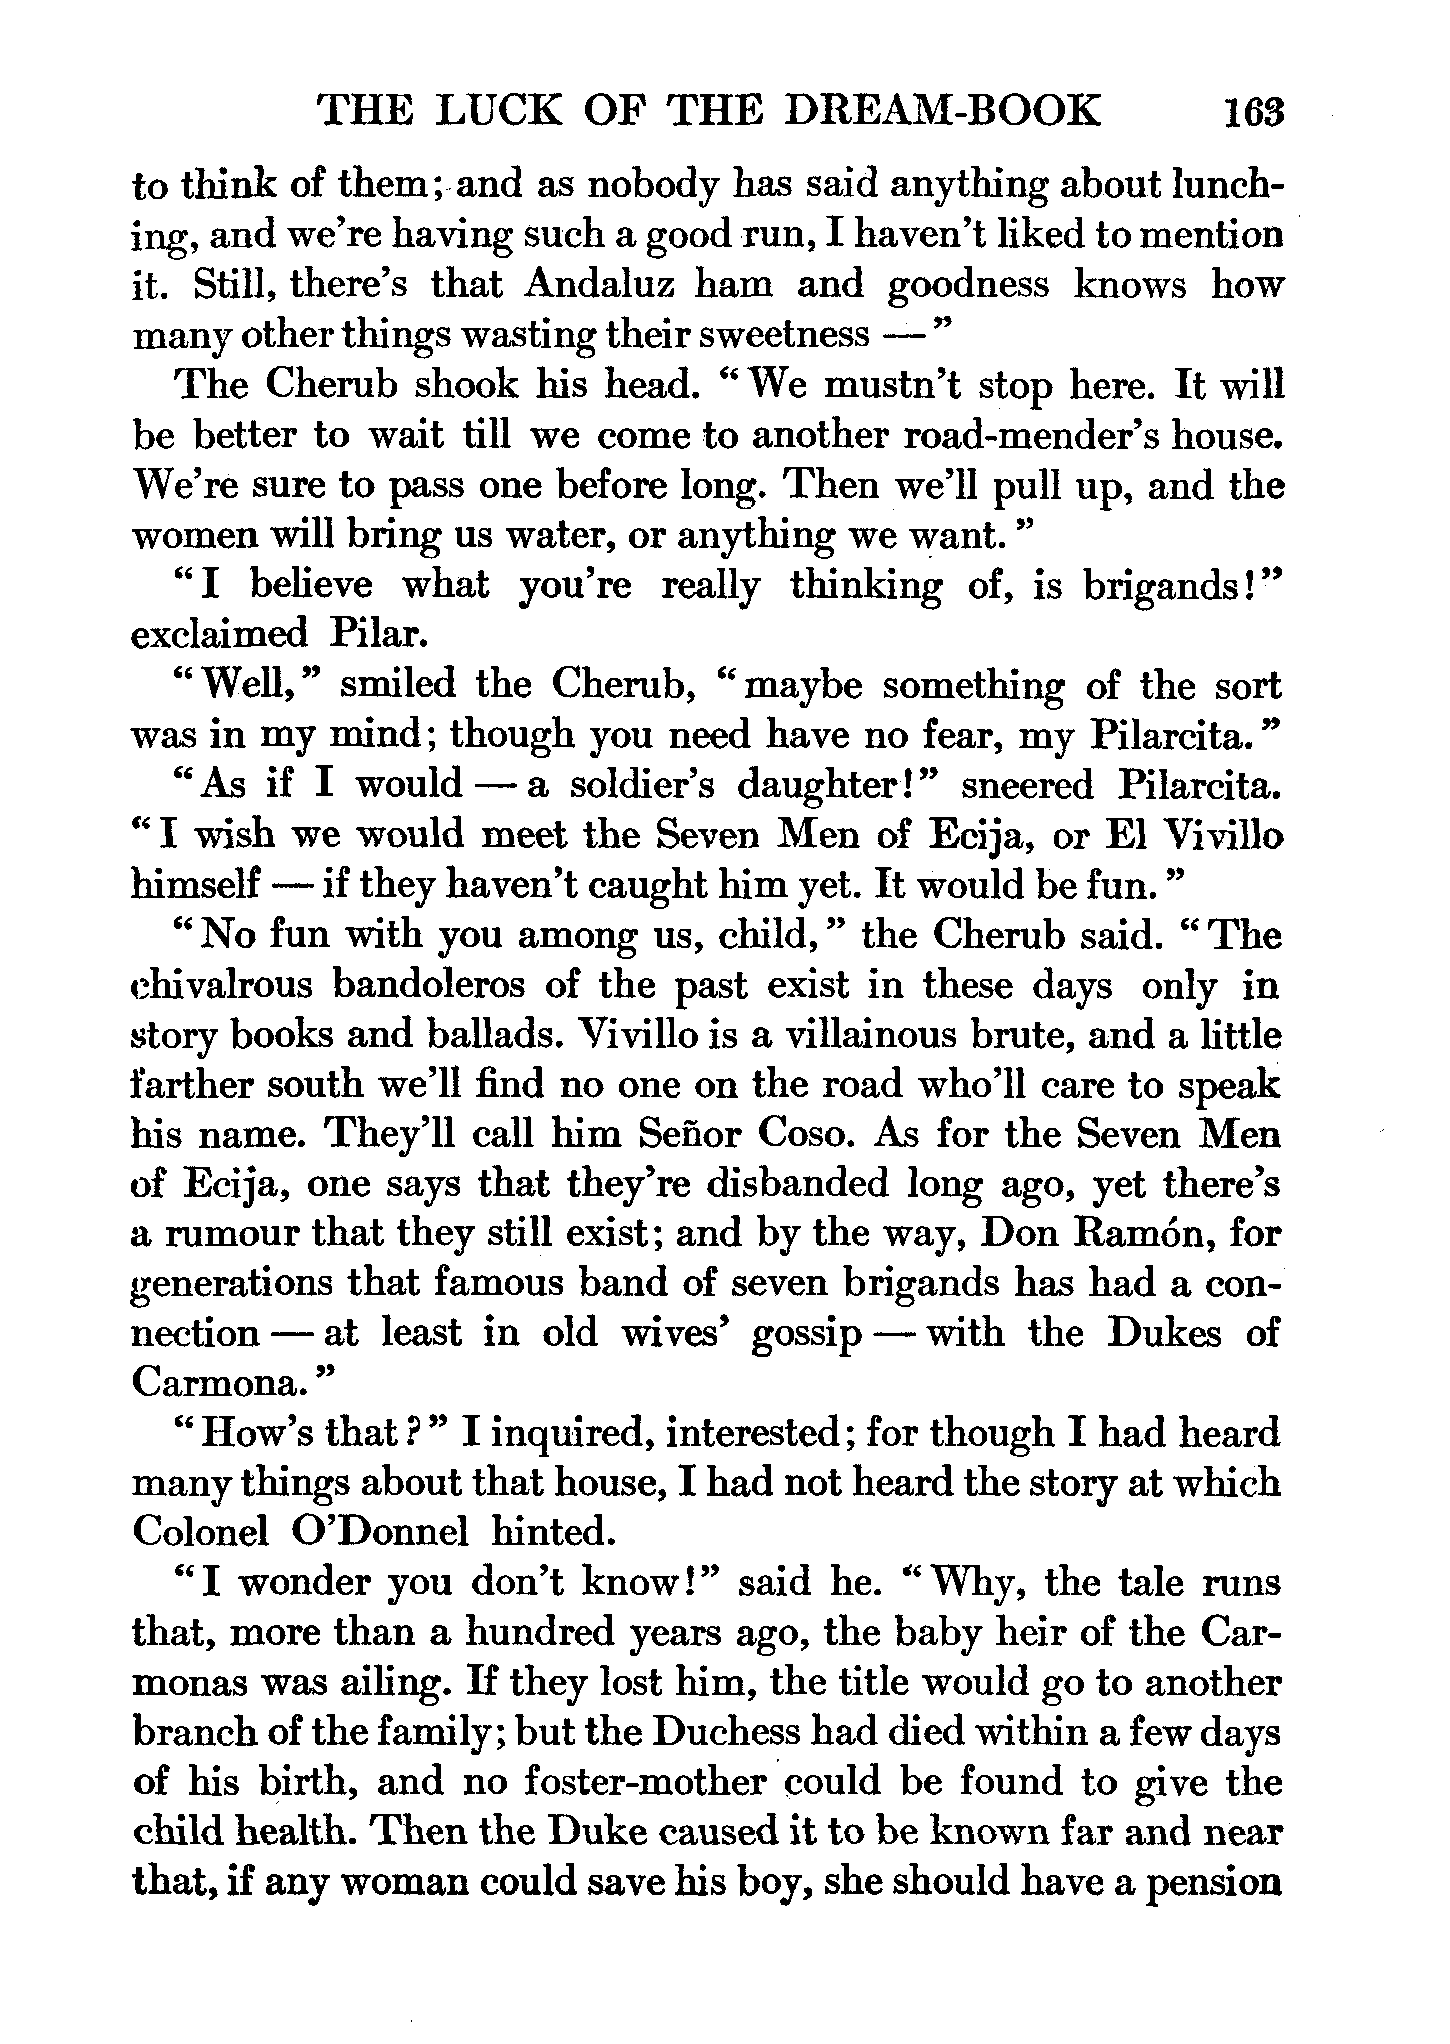 THE LUCK OF THE DREAM-BOOK 163
to think of them; and as nobody has said anything about lunch-
ing, and we're having such a good run, I haven't liked to mention
it. Still, there's that Andaluz ham and goodness knows how
many other things wasting their sweetness —"
The Cherub shook his head. "We mustn't stop here. It will
be better to wait till we come to another road-mender's house.
We're sure to pass one before long. Then we'll pull up, and the
women will bring us water, or anything we want."
"I believe what you're really thinking of, is brigands!"
exclaimed Pilar.
"Well," smiled the Cherub, "maybe something of the sort
was in my mind; though you need have no fear, my Pilarcita."
"As if I would — a soldier's daughter!" sneered Pilarcita.
"I wish we would meet the Seven Men of Ecija, or El Vivillo
himself — if they haven't caught him yet. It would be fun."
"No fun with you among us, child," the Cherub said. "The
chivalrous bandoleros of the past exist in these days only in
story books and ballads. Vivillo is a villainous brute, and a little
farther south we'll find no one on the road who'll care to speak
his name. They'll call him Señor Coso. As for the Seven Men
of Ecija, one says that they're disbanded long ago, yet there's
a rumour that they still exist; and by the way, Don Ramón, for
generations that famous band of seven brigands has had a con-
nection — at least in old wives' gossip — with the Dukes of
Carmona."
"How's that?" I inquired, interested; for though I had heard
many things about that house, I had not heard the story at which
Colonel O'Donnel hinted.
"I wonder you don't know!" said he. "Why, the tale runs
that, more than a hundred years ago, the baby heir of the Car-
monas was ailing. If they lost him, the title would go to another
branch of the family; but the Duchess had died within a few days
of his birth, and no foster-mother could be found to give the
child health. Then the Duke caused it to be known far and near
that, if any woman could save his boy, she should have a pension